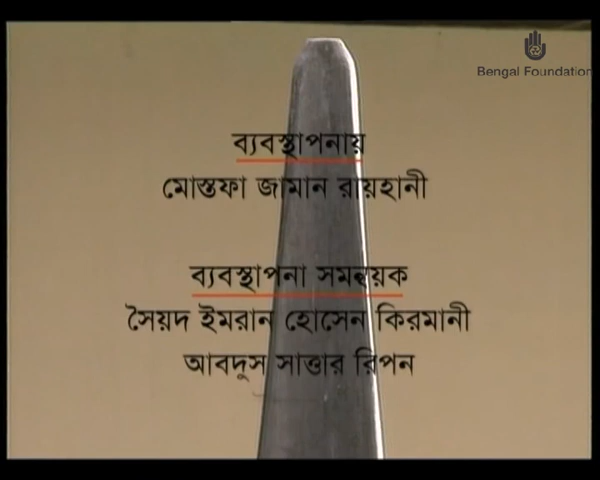 Bengal Foundation
ব্যবস্থাপনায়
মোস্তফা জামান রায়হানী
ব্যবস্থাপনা সমন্বয়ক
সৈয়দ ইমরান হোসেন কিরমানী
আবদুস সাত্তার রিপন